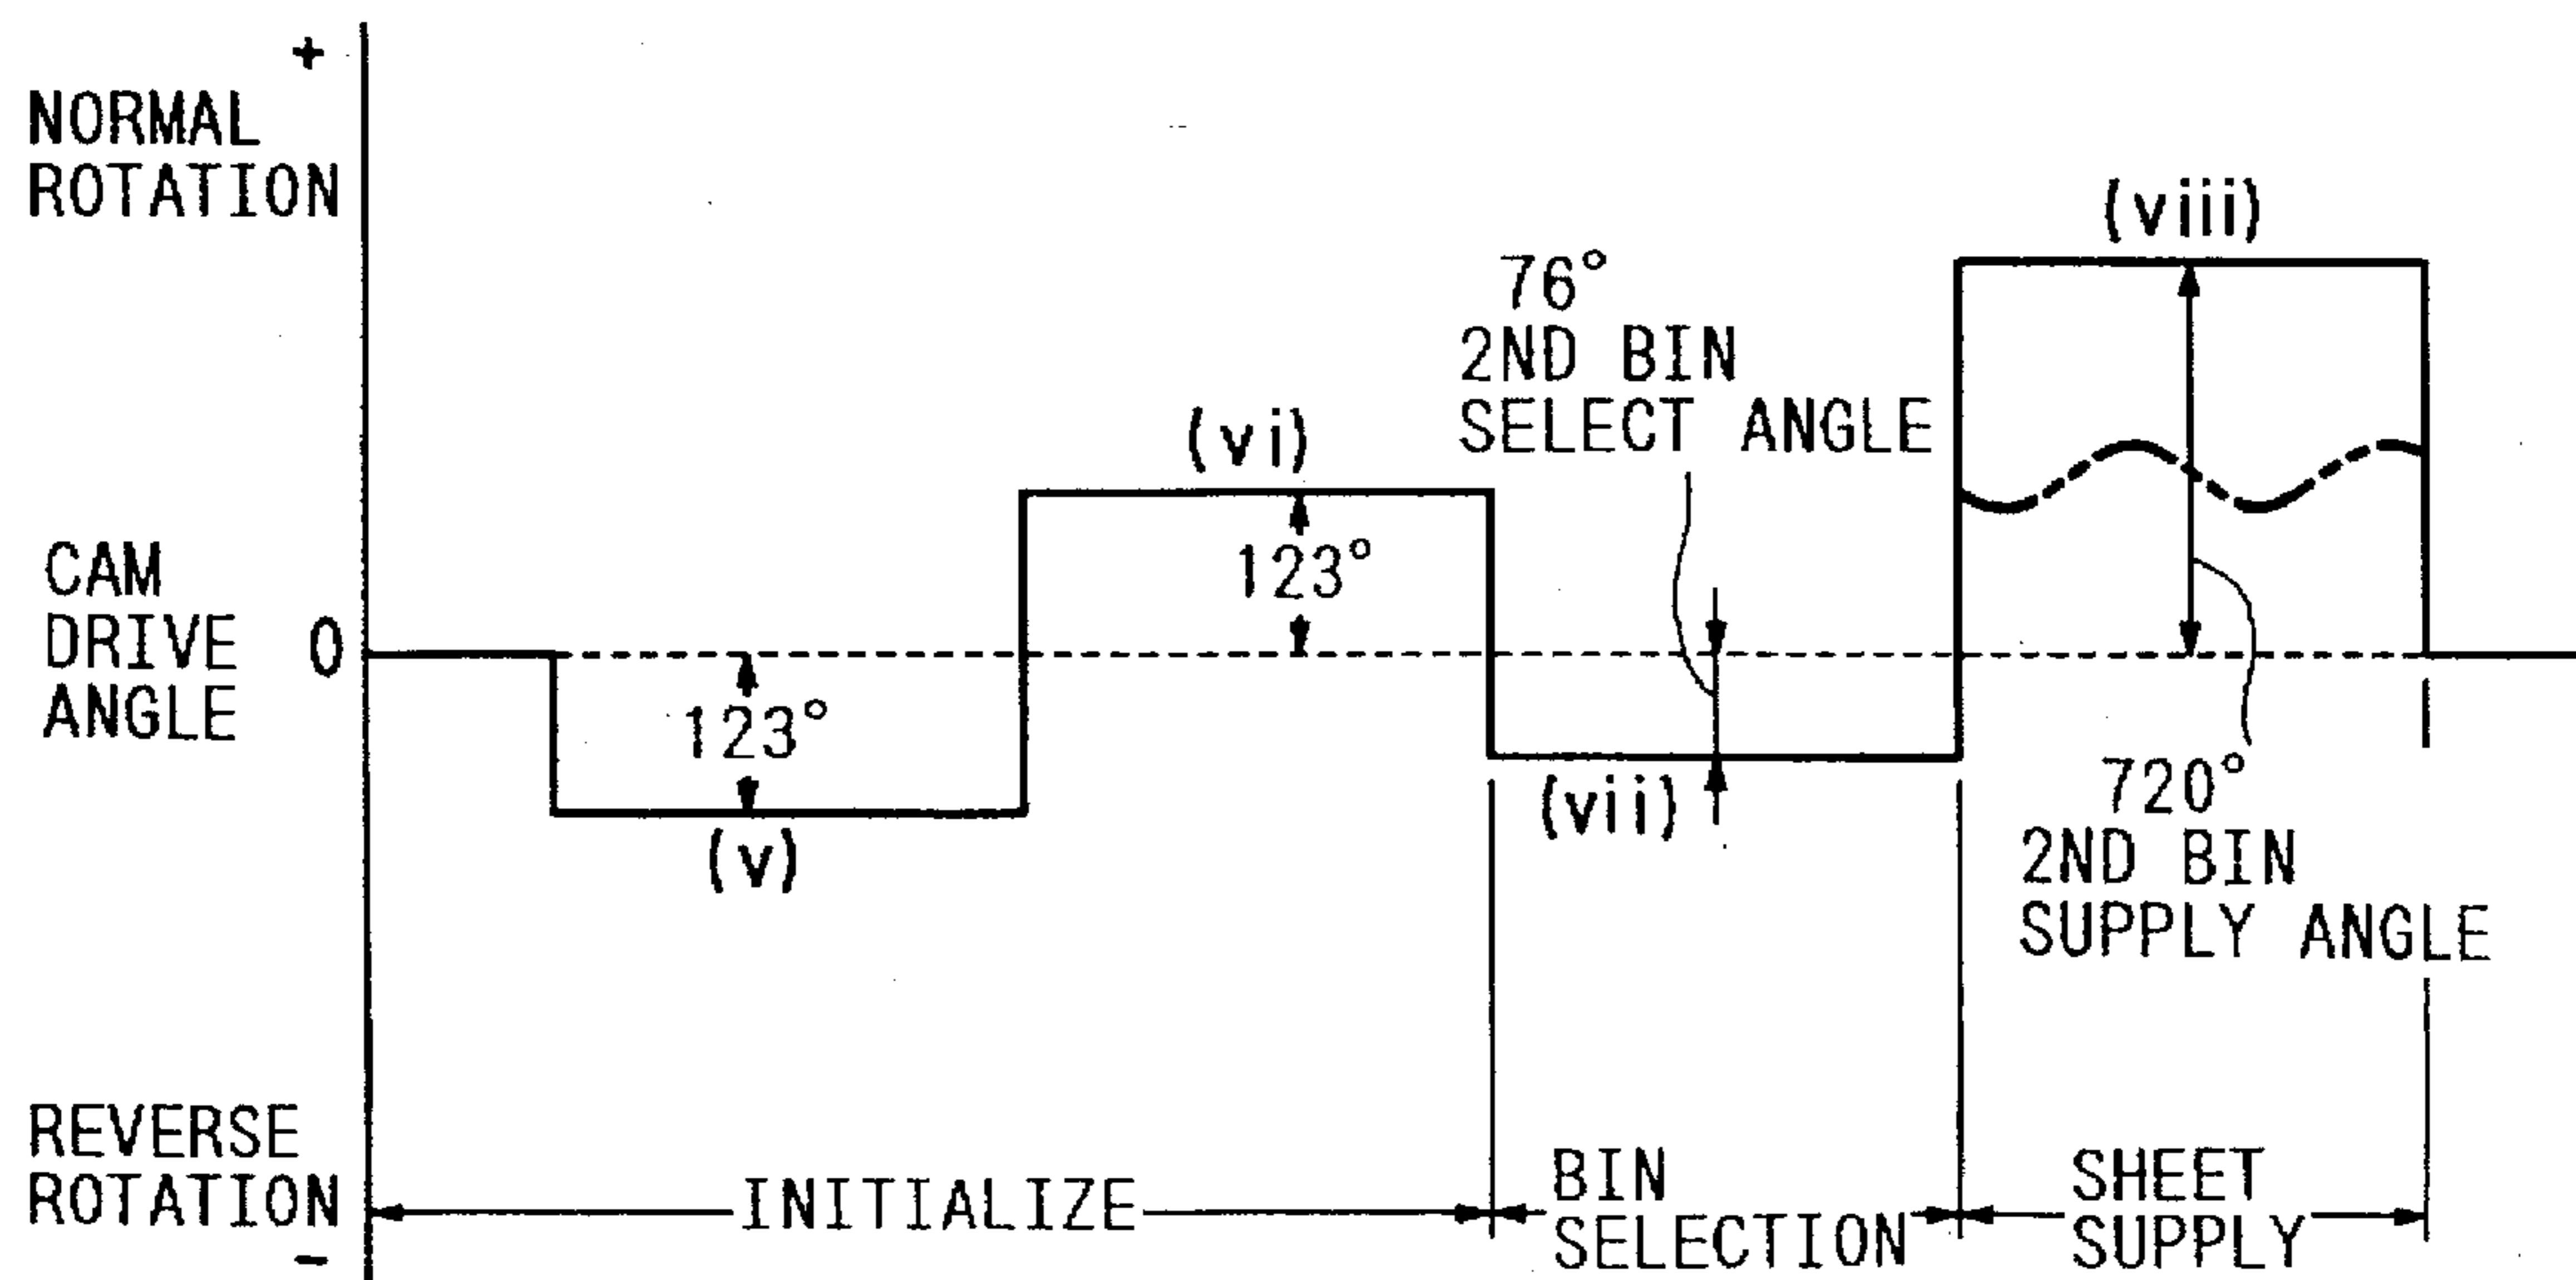 +
NORMAL
ROTATION
(viii)
76°
2ND BIN
SELECT ANGLE
(vi)
123°
CAM
DRIVE
ANGLE
0
123°
(v)
(vii)
720°
2ND BIN
SUPPLY ANGLE
REVERSE
ROTATION
-
INITIALIZE
BIN
SELECTION
SHEET
SUPPLY